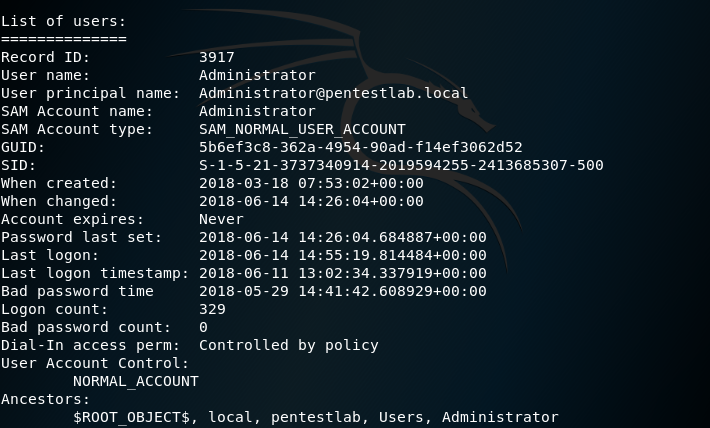 List of users:
==============
Record ID:            3917
User name:            Administrator
User principal name:  Administrator@pentestlab.local
SAM Account name:     Administrator
SAM Account type:     SAM_NORMAL_USER_ACCOUNT
GUID:                 5b6ef3c8-362a-4954-90ad-f14ef3062d52
SID:                  S-1-5-21-3737340914-2019594255-2413685307-500
When created:         2018-03-18 07:53:02+00:00
When changed:         2018-06-14 14:26:04+00:00
Account expires:      Never
Password last set:    2018-06-14 14:26:04.684887+00:00
Last logon:           2018-06-14 14:55:19.814484+00:00
Last logon timestamp: 2018-06-11 13:02:34.337919+00:00
Bad password time     2018-05-29 14:41:42.608929+00:00
Logon count:          329
Bad password count:   0
Dial-In access perm:  Controlled by policy
User Account Control:
        NORMAL_ACCOUNT
Ancestors:
        $ROOT_OBJECT$, local, pentestlab, Users, Administrator